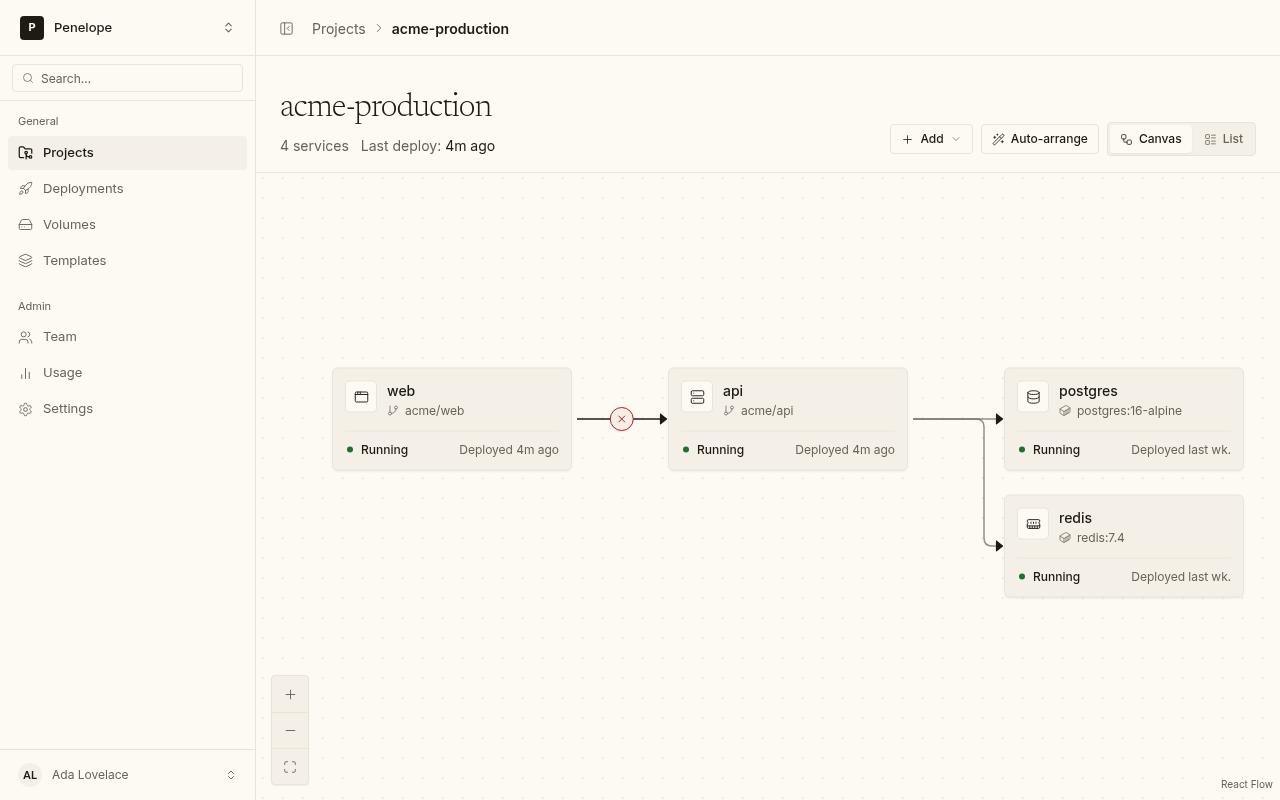 P Penelope
Search...
General
Projects
Deployments
Volumes
Templates
Admin
Team
Usage
Settings
AL Ada Lovelace
Projects acme-production
acme-production
4 services Last deploy: 4m ago
Add Auto-arrange Canvas List
web
acme/web
Running Deployed 4m ago
api
acme/api
Running Deployed 4m ago
postgres
postgres:16-alpine
Running Deployed last wk.
redis
redis:7.4
Running Deployed last wk.
React Flow